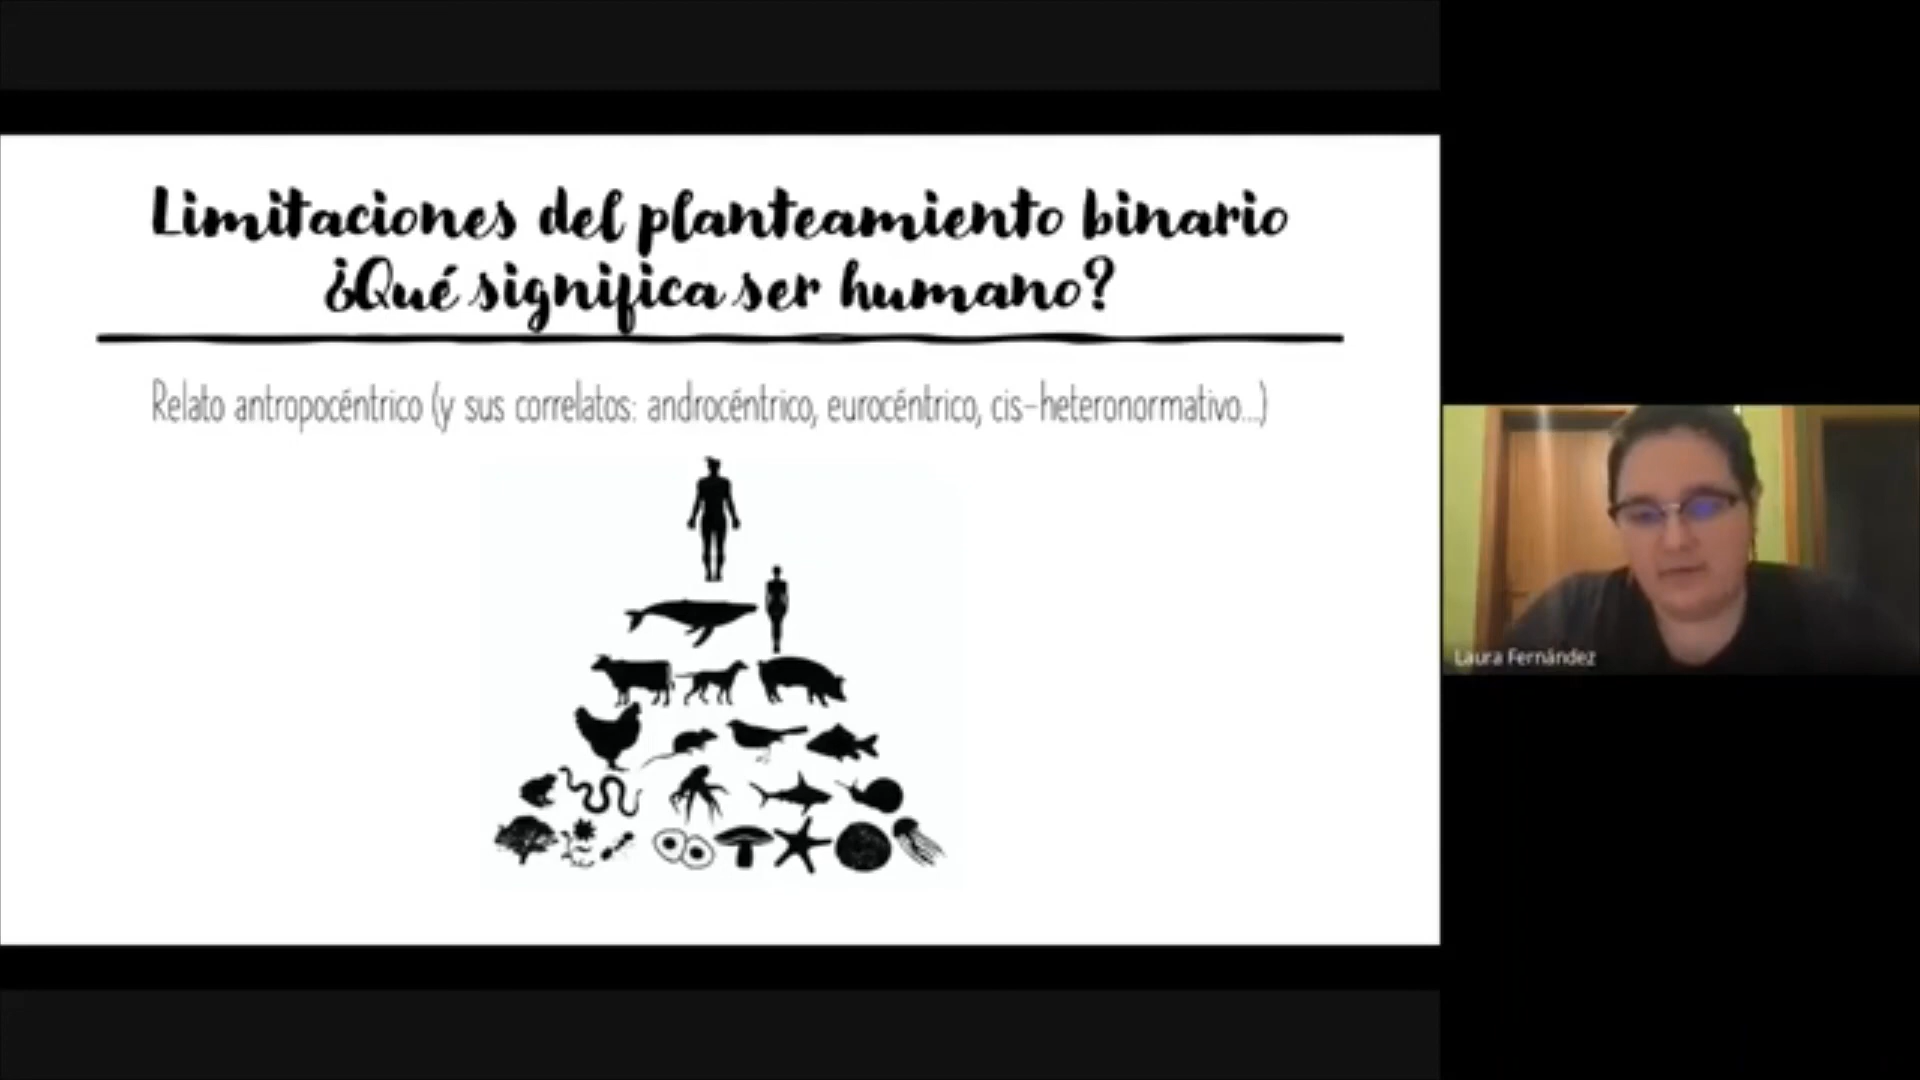 Limitaciones del planteamiento binario
¿Qué significa ser humano?
Relato antropocéntrico (y sus correlatos: androcéntrico, eurocéntrico, cis-heteronormativo...)
Laura Fernández